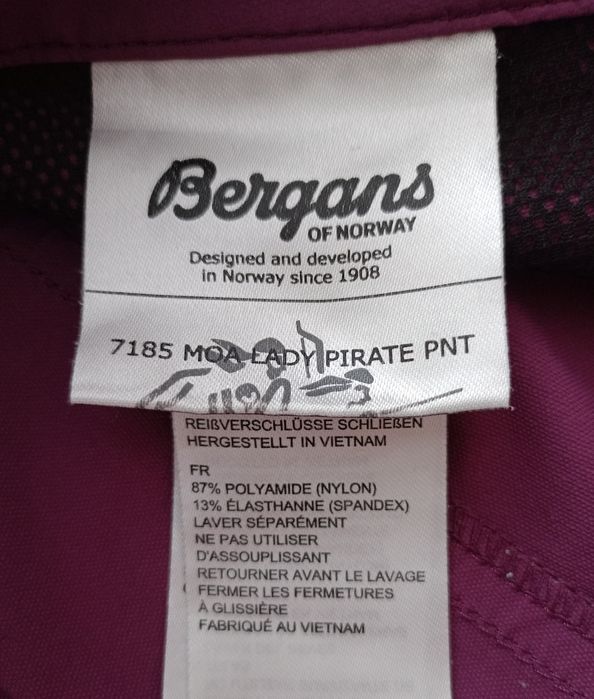 Bergans
OF NORWAY
Designed and developed
in Norway since 1908
7185 MOA LADY PIRATE PNT
REIßVERSCHLÜSSE SCHLIEßEN
HERGESTELLT IN VIETNAM
FR
87% POLYAMIDE (NYLON)
13% ÉLASTHANNE (SPANDEX)
LAVER SÉPARÉMENT
NE PAS UTILISER
D'ASSOUPLISSANT
RETOURNER AVANT LE LAVAGE
FERMER LES FERMETURES
À GLISSIÈRE
FABRIQUÉ AU VIETNAM